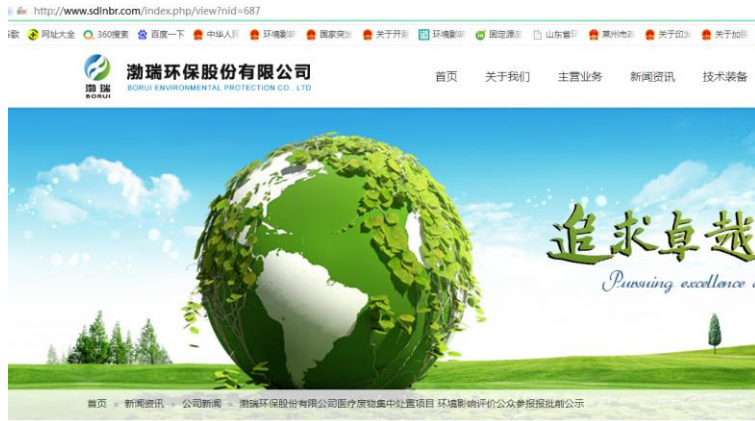 http://www.sdlnbr.com/index.php/view?nid=687
网址大全 360搜索 百度一下 中华人民 环境影响 国家突发 关于开展 环境影响 固定源废 山东省环 莱州市政 关于印发 关于加强
渤瑞环保股份有限公司
渤瑞 BORUI ENVIRONMENTAL PROTECTION CO., LTD
BORUI
首页 关于我们 主营业务 新闻资讯 技术装备
追求卓越
Pursuing excellence
首页 » 新闻资讯 » 公司新闻 » 渤瑞环保股份有限公司医疗废物集中处置项目 环境影响评价公众参报报批前公示